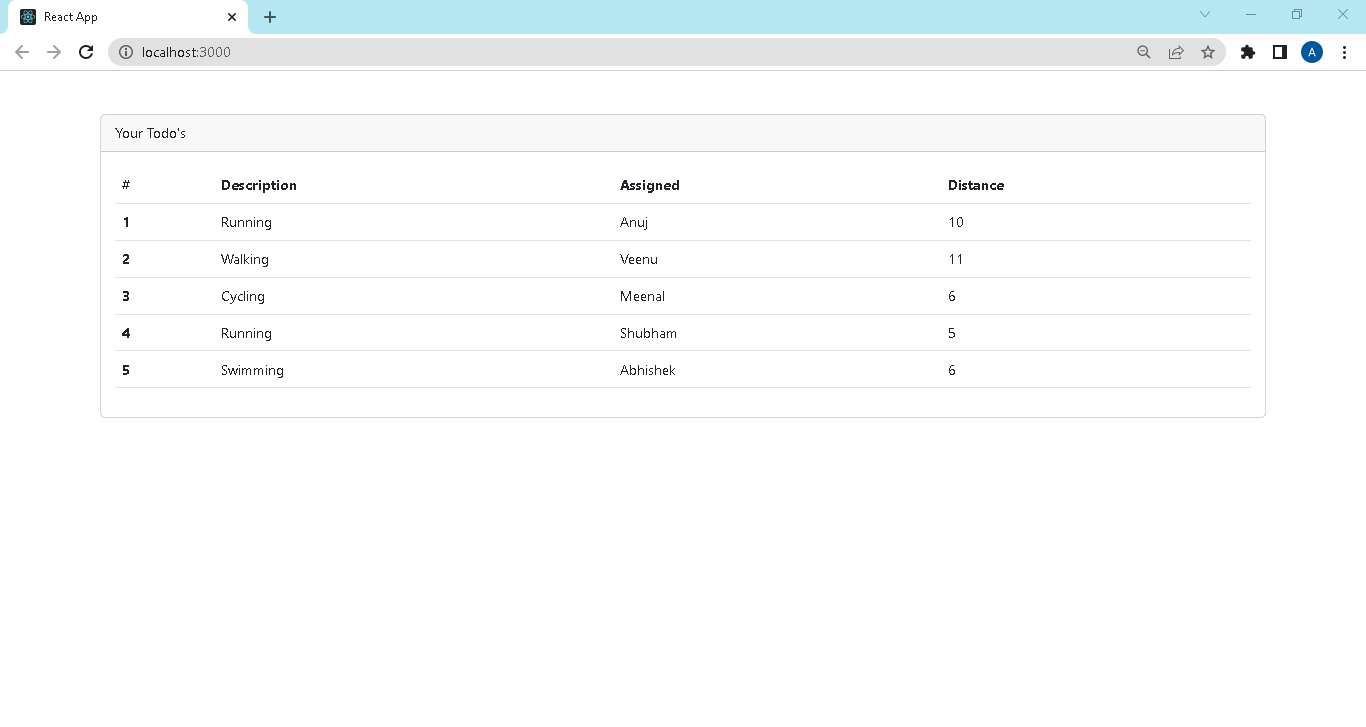 React App
localhost:3000
A
Your Todo's
# Description Assigned Distance
1 Running Anuj 10
2 Walking Veenu 11
3 Cycling Meenal 6
4 Running Shubham 5
5 Swimming Abhishek 6